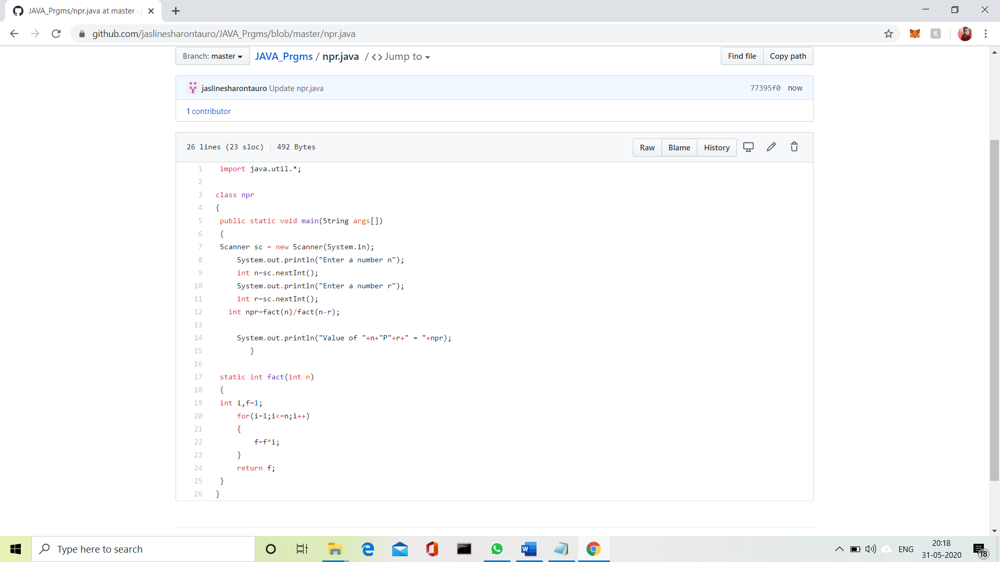 JAVA_Prgms/npr.java at master ·
github.com/jaslinesharontauro/JAVA_Prgms/blob/master/npr.java
Branch: master
JAVA_Prgms / npr.java / <> Jump to
Find file
Copy path
jaslinesharontauro Update npr.java
77395f0 now
1 contributor
26 lines (23 sloc) 492 Bytes
Raw
Blame
History
1 import java.util.*;
2
3 class npr
4 {
5 public static void main(String args[])
6 {
7 Scanner sc = new Scanner(System.in);
8 System.out.println("Enter a number n");
9 int n=sc.nextInt();
10 System.out.println("Enter a number r");
11 int r=sc.nextInt();
12 int npr=fact(n)/fact(n-r);
13
14 System.out.println("Value of "+n+"P"+r+" = "+npr);
15 }
16
17 static int fact(int n)
18 {
19 int i,f=1;
20 for(i=1;i<=n;i++)
21 {
22 f=f*i;
23 }
24 return f;
25 }
26 }
Type here to search
ENG
20:18
31-05-2020
18